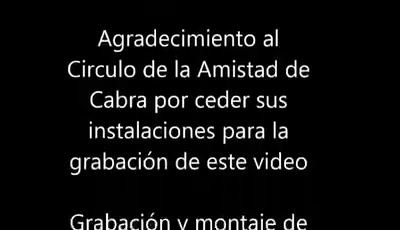 Agradecimiento al
Circulo de la Amistad de
Cabra por ceder sus
instalaciones para la
grabación de este video
Grabación y montaje de